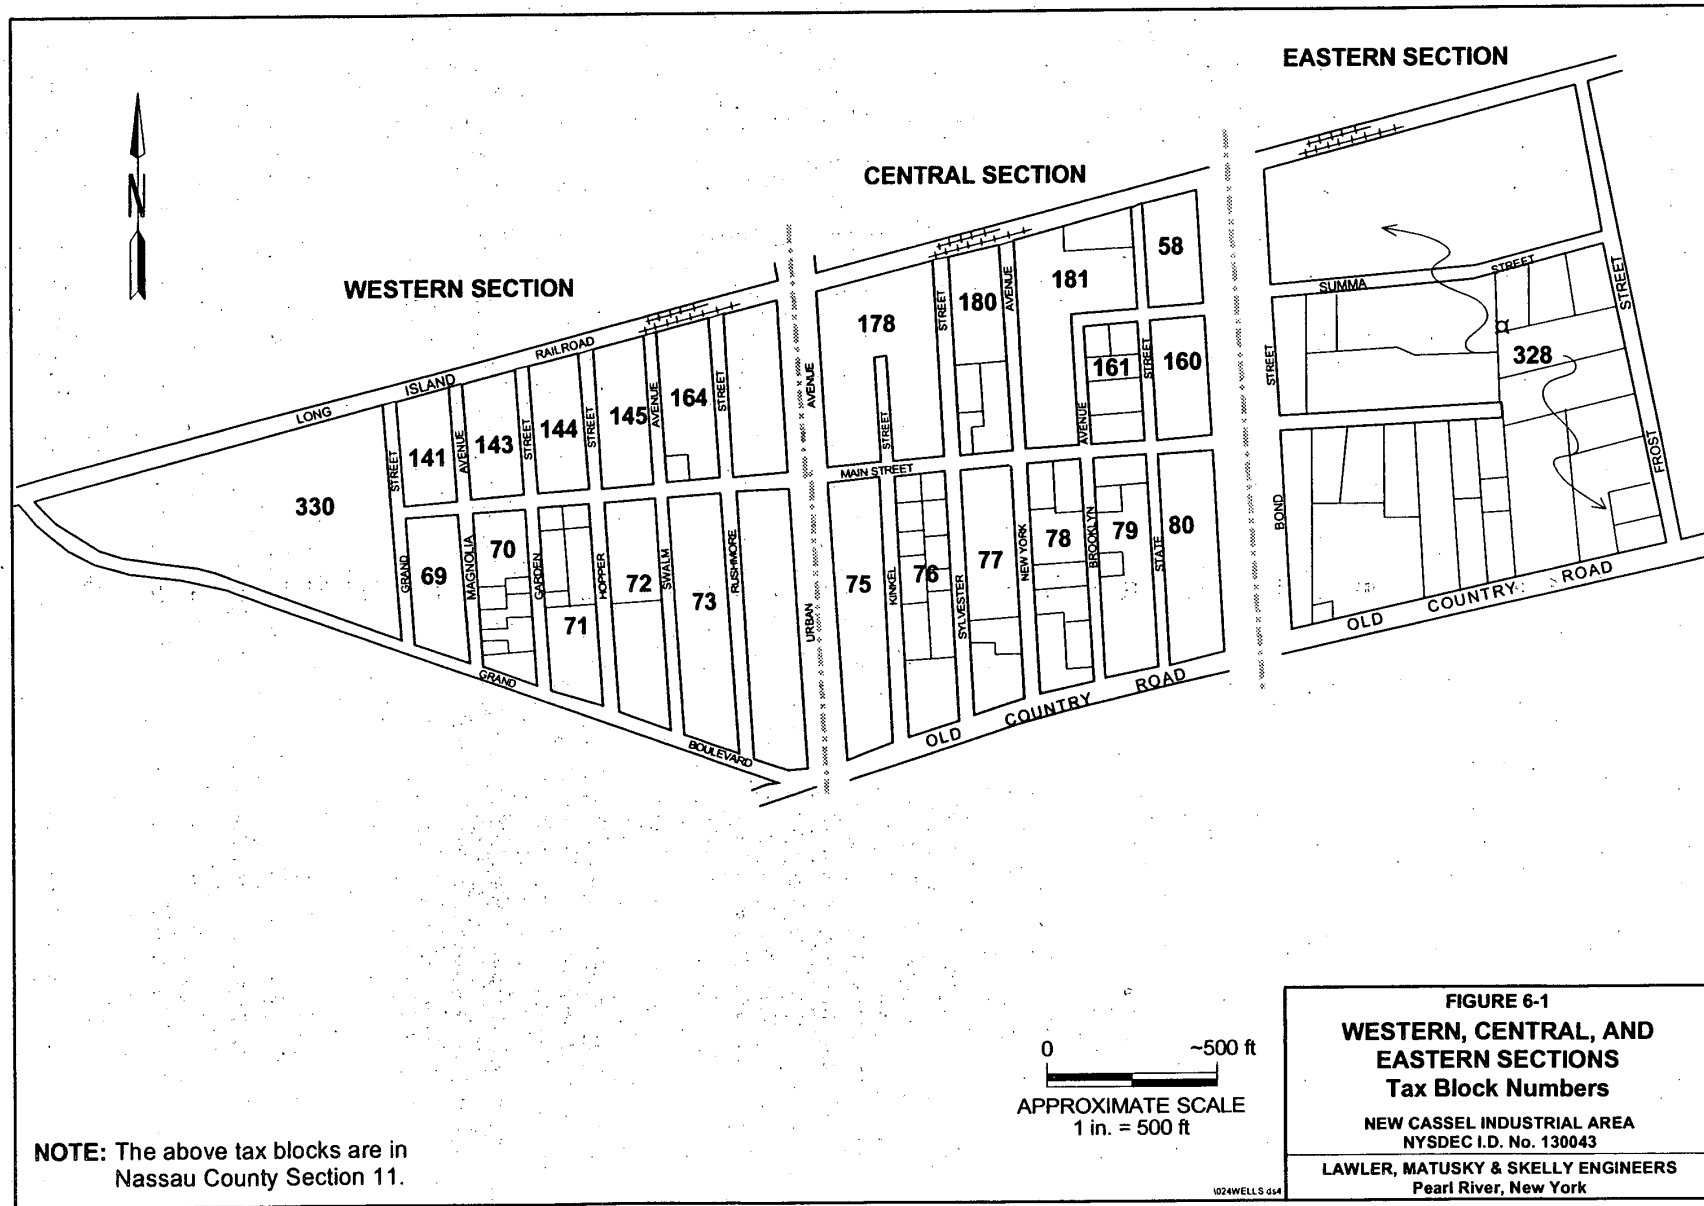 EASTERN SECTION
CENTRAL SECTION
WESTERN SECTION
N
LONG ISLAND RAILROAD
330
141
143
144
145
164
69
70
71
72
73
STREET
AVENUE
STREET
STREET
AVENUE
STREET
GRAND
MAGNOLIA
GARDEN
HOPPER
SWALM
RUSHMORE
GRAND BOULEVARD
URBAN AVENUE
178
180
181
58
161
160
STREET
STREET
AVENUE
AVENUE
STREET
MAIN STREET
75
76
77
78
79
80
KINKEL
SYLVESTER
NEW YORK
BROOKLYN
STATE
OLD COUNTRY ROAD
SUMMA STREET
328
BOND STREET
FROST STREET
OLD COUNTRY ROAD
0 ~500 ft
APPROXIMATE SCALE
1 in. = 500 ft
NOTE: The above tax blocks are in
Nassau County Section 11.
\024WELLS.ds4
FIGURE 6-1
WESTERN, CENTRAL, AND
EASTERN SECTIONS
Tax Block Numbers
NEW CASSEL INDUSTRIAL AREA
NYSDEC I.D. No. 130043
LAWLER, MATUSKY & SKELLY ENGINEERS
Pearl River, New York